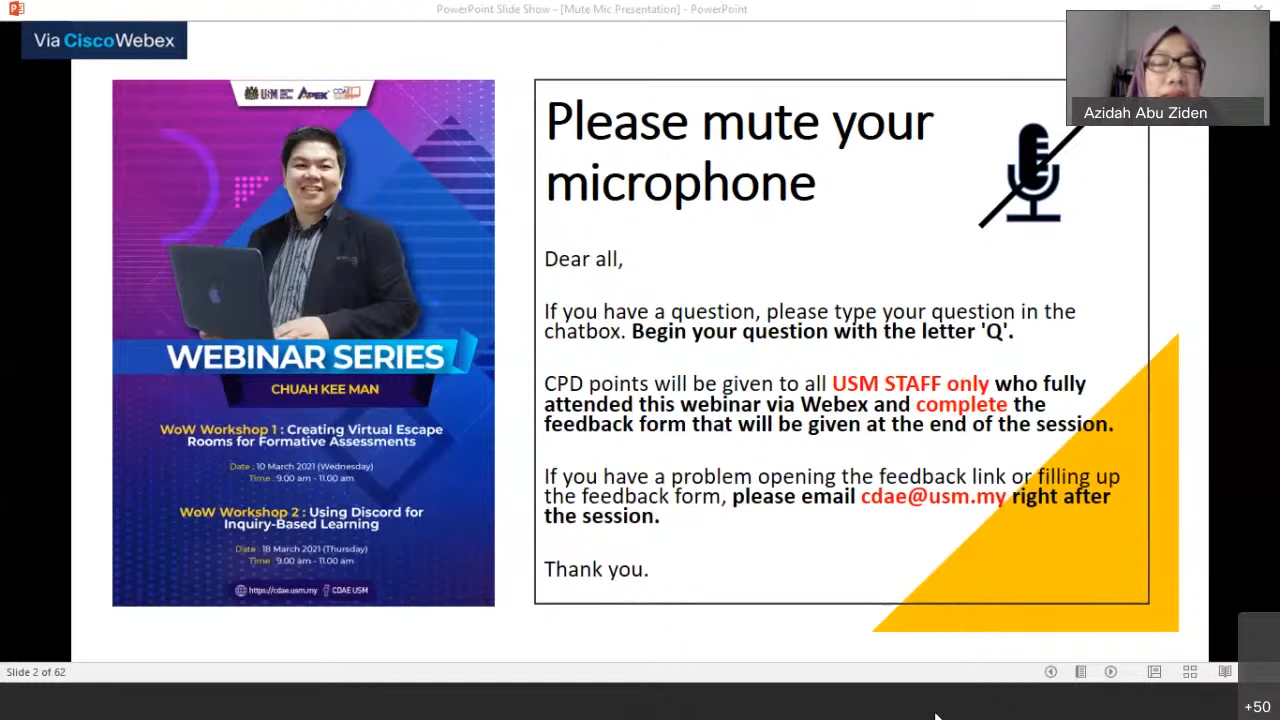 PowerPoint Slide Show - [Mute Mic Presentation] - PowerPoint
Via CiscoWebex
Azidah Abu Ziden
USM
APEX
CDAE
WEBINAR SERIES
CHUAH KEE MAN
WoW Workshop 1 : Creating Virtual Escape
Rooms for Formative Assessments
Date : 10 March 2021 (Wednesday)
Time : 9.00 am - 11.00 am
WoW Workshop 2 : Using Discord for
Inquiry-Based Learning
Date : 18 March 2021 (Thursday)
Time : 9.00 am - 11.00 am
https://cdae.usm.my CDAE USM
Please mute your
microphone
Dear all,
If you have a question, please type your question in the
chatbox. Begin your question with the letter 'Q'.
CPD points will be given to all USM STAFF only who fully
attended this webinar via Webex and complete the
feedback form that will be given at the end of the session.
If you have a problem opening the feedback link or filling up
the feedback form, please email cdae@usm.my right after
the session.
Thank you.
Slide 2 of 62
+50